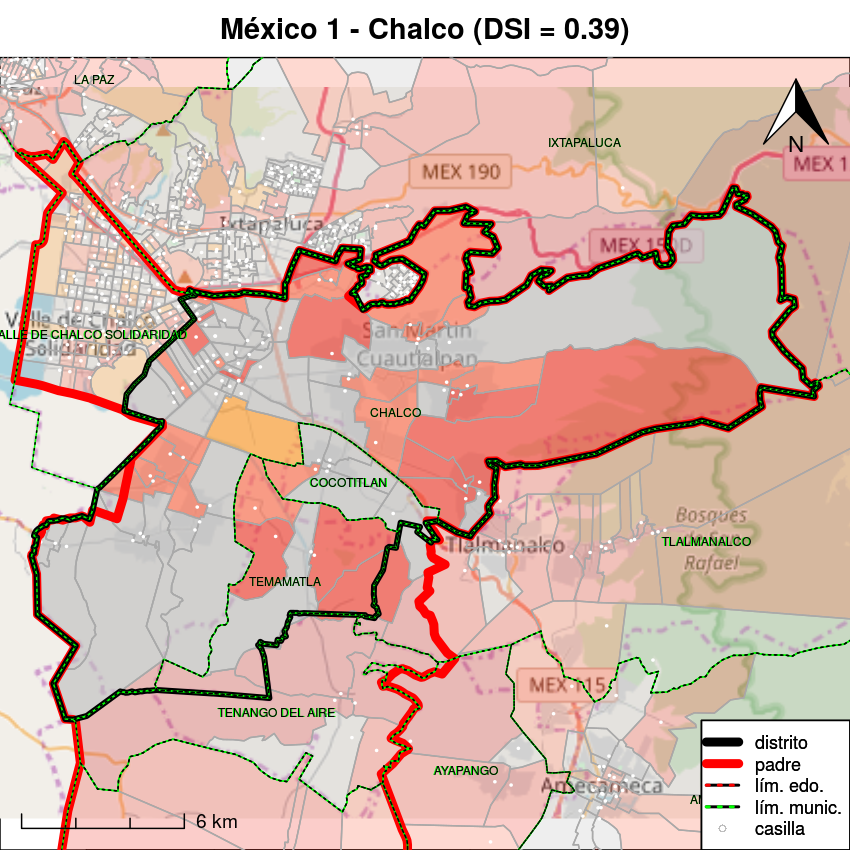 México 1 - Chalco (DSI = 0.39)
LA PAZ
IXTAPALUCA
N
MEX 190
MEX 1
Ixtapaluca
MEX 150D
Valle de Chalco
ALLE DE CHALCO SOLIDARIDAD
Solidaridad
San Martín
Cuautlalpan
CHALCO
COCOTITLAN
Bosques
TLALMANALCO
Rafael
Tlalmanalco
TEMAMATLA
MEX 115
TENANGO DEL AIRE
AYAPANGO
Amecameca
AM
6 km
distrito
padre
lím. edo.
lím. munic.
casilla